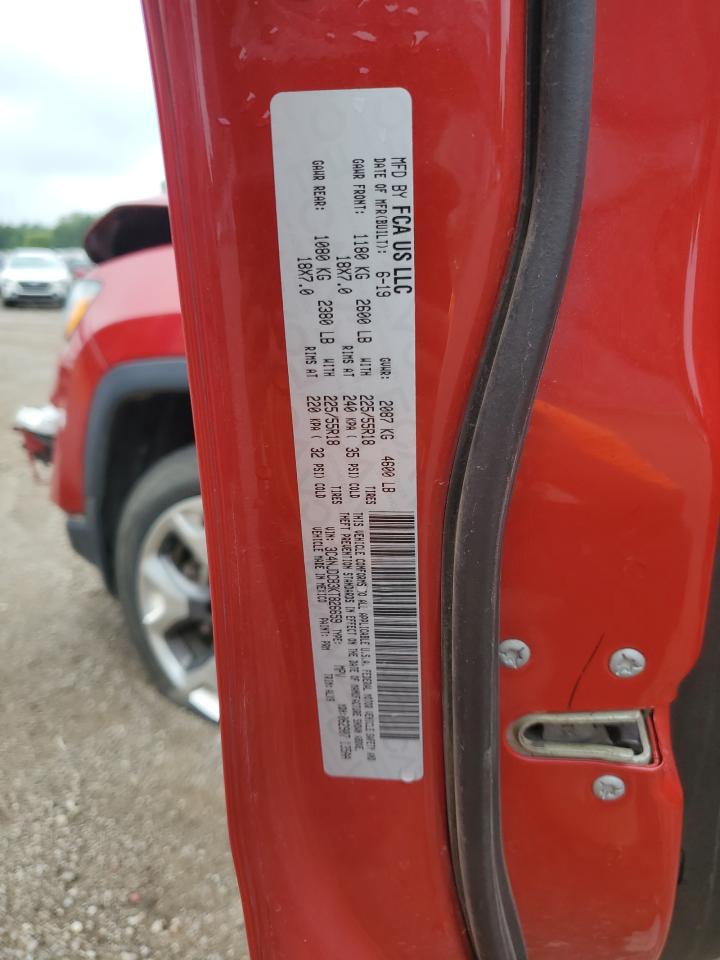 MFD BY FCA US LLC
DATE OF MFR(BUILT): 6-19 GVWR: 2087 KG 4600 LB
GAWR FRONT: 1180 KG 2600 LB WITH 225/55R18 TIRES
18X7.0 RIMS AT 240 KPA ( 35 PSI) COLD
GAWR REAR: 1080 KG 2380 LB WITH 225/55R18 TIRES
18X7.0 RIMS AT 220 KPA ( 32 PSI) COLD
THIS VEHICLE CONFORMS TO ALL APPLICABLE U.S.A. FEDERAL MOTOR VEHICLE SAFETY AND
THEFT PREVENTION STANDARDS IN EFFECT ON THE DATE OF MANUFACTURE SHOWN ABOVE.
VIN: 3C4NJDCB3KT826659 TYPE: MPV
VEHICLE MADE IN MEXICO PAINT: PRM TRIM: